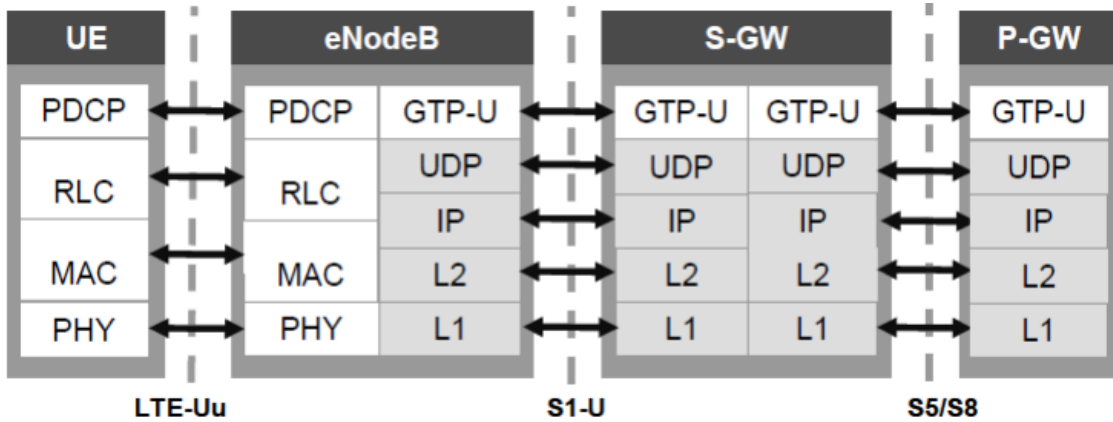 UE eNodeB S-GW P-GW
PDCP PDCP GTP-U GTP-U GTP-U GTP-U
UDP UDP UDP UDP
RLC RLC
IP IP IP IP
MAC MAC L2 L2 L2 L2
PHY PHY L1 L1 L1 L1
LTE-Uu S1-U S5/S8